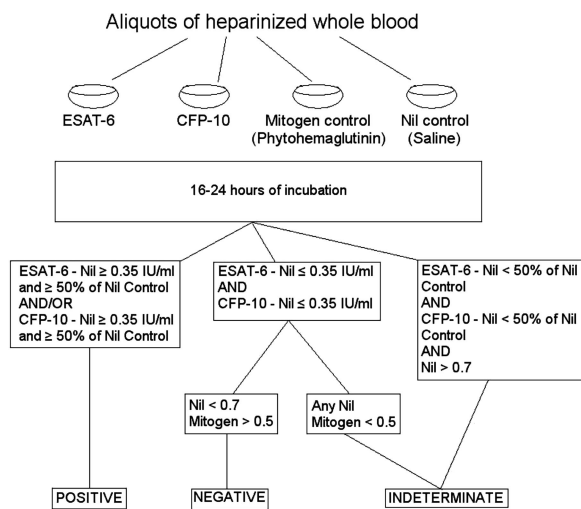 Aliquots of heparinized whole blood
ESAT-6
CFP-10
Mitogen control
(Phytohemaglutinin)
Nil control
(Saline)
16-24 hours of incubation
ESAT-6 - Nil ≥ 0.35 IU/ml
and ≥ 50% of Nil Control
AND/OR
CFP-10 - Nil ≥ 0.35 IU/ml
and ≥ 50% of Nil Control
ESAT-6 - Nil ≤ 0.35 IU/ml
AND
CFP-10 - Nil ≤ 0.35 IU/ml
ESAT-6 - Nil < 50% of Nil
Control
AND
CFP-10 - Nil < 50% of Nil
Control
AND
Nil > 0.7
Nil < 0.7
Mitogen > 0.5
Any Nil
Mitogen < 0.5
POSITIVE
NEGATIVE
INDETERMINATE